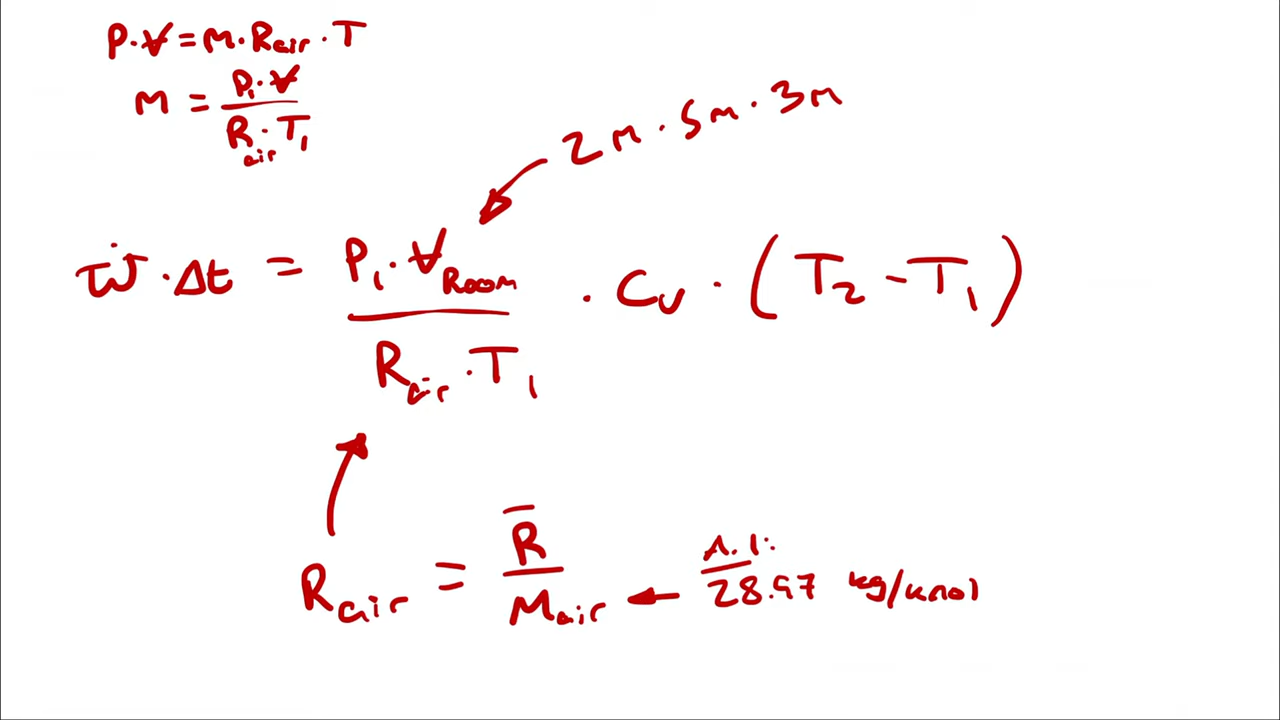 P·V = m·Rair·T
m = P1·V / Rair·T1
2m·5m·3m
Ẇ·Δt = P1·VRoom / Rair·T1 · Cv·(T2-T1)
Rair = R̄ / Mair
A.1:
28.97 kg/kmol